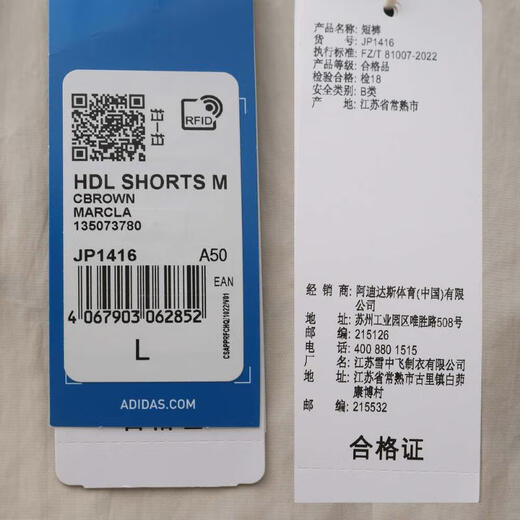 RFID
扫一扫
HDL SHORTS M
CBROWN
MARCLA
135073780
JP1416 A50
EAN
4 067903 062852
L
ADIDAS.COM
产品名称: 短裤
货 号: JP1416
执行标准: FZ/T 81007-2022
产品等级: 合格品
检验合格: 检18
安全类别: B类
产 地: 江苏省常熟市
经 销 商: 阿迪达斯体育(中国)有限
公司
地 址: 苏州工业园区唯胜路508号
邮 编: 215126
电 话: 400 880 1515
厂 名: 江苏雪中飞制衣有限公司
地 址: 江苏省常熟市古里镇白茆
康博村
邮 编: 215532
合格证